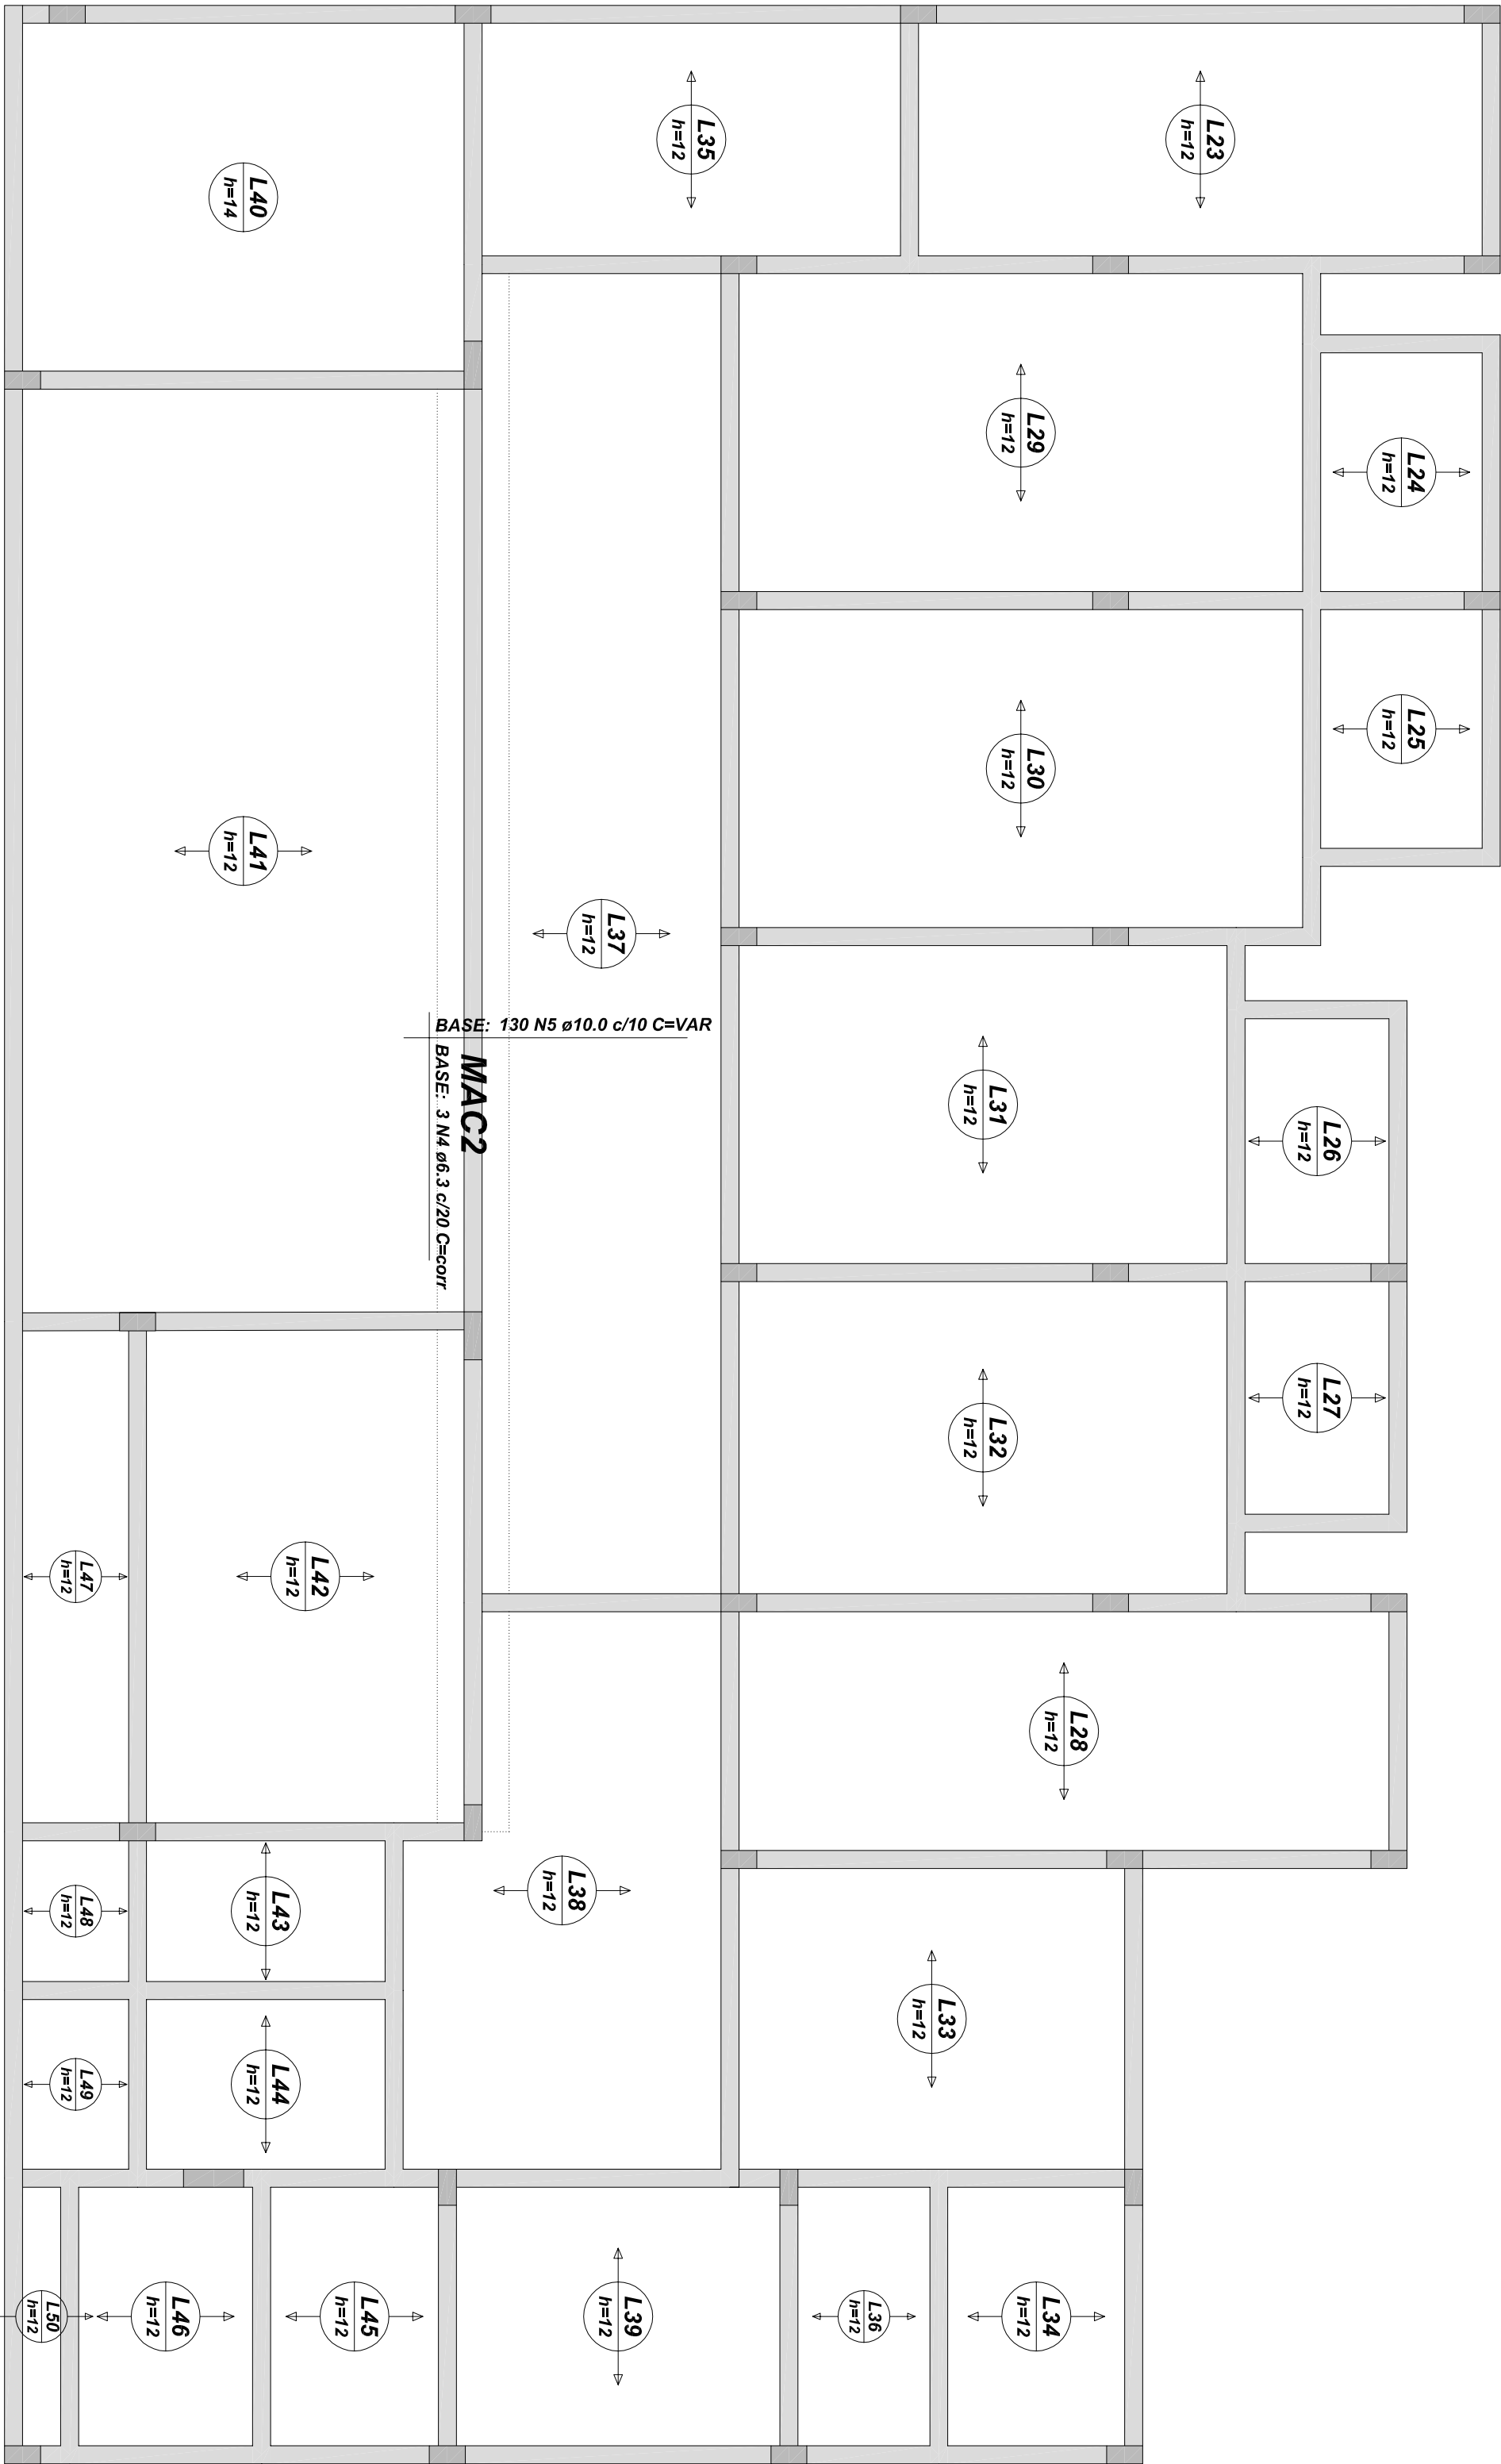 L23
h=12
L35
h=12
L40
h=14
L24
h=12
L29
h=12
L25
h=12
L30
h=12
L41
h=12
L37
h=12
BASE: 130 N5 ø10.0 c/10 C=VAR
MAC2
BASE: 3 N4 ø6.3 c/20 C=corr
L31
h=12
L26
h=12
L27
h=12
L32
h=12
L42
h=12
L47
h=12
L28
h=12
L38
h=12
L43
h=12
L48
h=12
L33
h=12
L44
h=12
L49
h=12
L34
h=12
L36
h=12
L39
h=12
L45
h=12
L46
h=12
L50
h=12